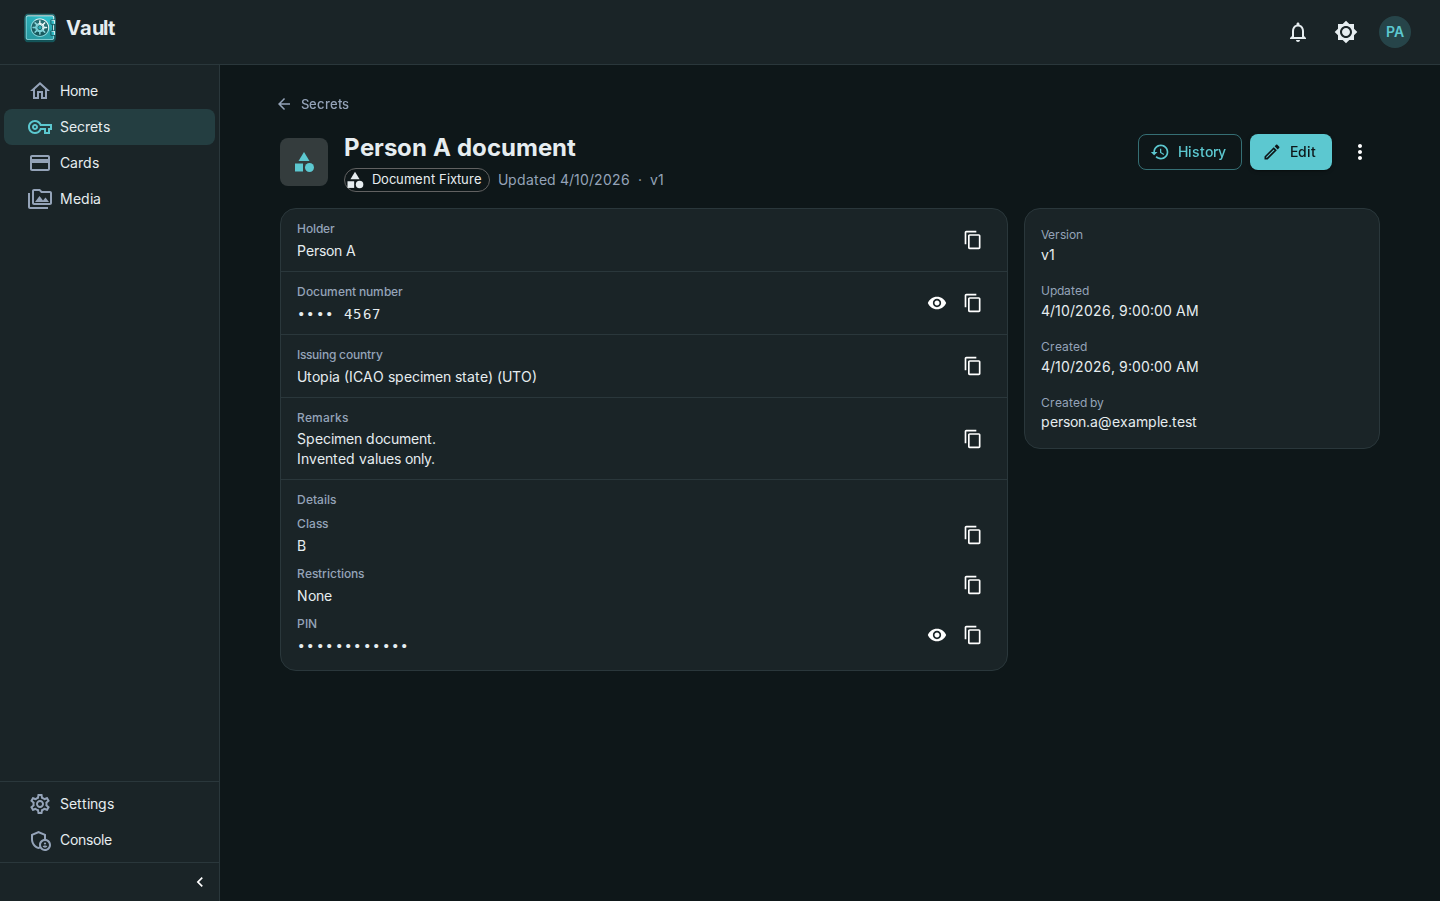 Vault
PA
Home
Secrets
Cards
Media
Settings
Console
Secrets
Person A document
Document Fixture
Updated 4/10/2026 · v1
History
Edit
Holder
Person A
Document number
•••• 4567
Issuing country
Utopia (ICAO specimen state) (UTO)
Remarks
Specimen document.
Invented values only.
Details
Class
B
Restrictions
None
PIN
••••••••••••
Version
v1
Updated
4/10/2026, 9:00:00 AM
Created
4/10/2026, 9:00:00 AM
Created by
person.a@example.test